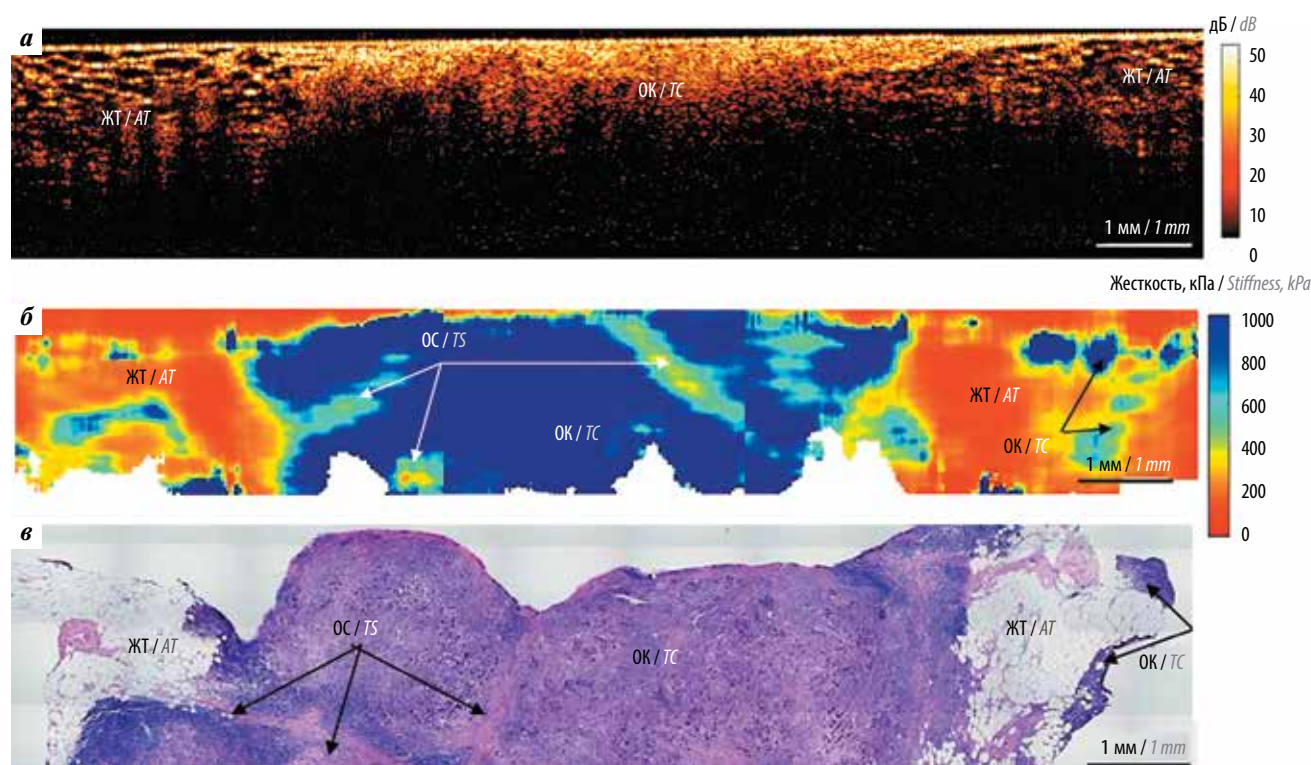 а
дБ / dB
50
40
30
20
10
0
ЖТ / AT
ОК / TC
ЖТ / AT
1 мм / 1 mm
Жесткость, кПа / Stiffness, kPa
б
1000
800
600
400
200
0
ОС / TS
ЖТ / AT
ОК / TC
ЖТ / AT
ОК / TC
1 мм / 1 mm
в
ЖТ / AT
ОС / TS
ОК / TC
ЖТ / AT
ОК / TC
1 мм / 1 mm